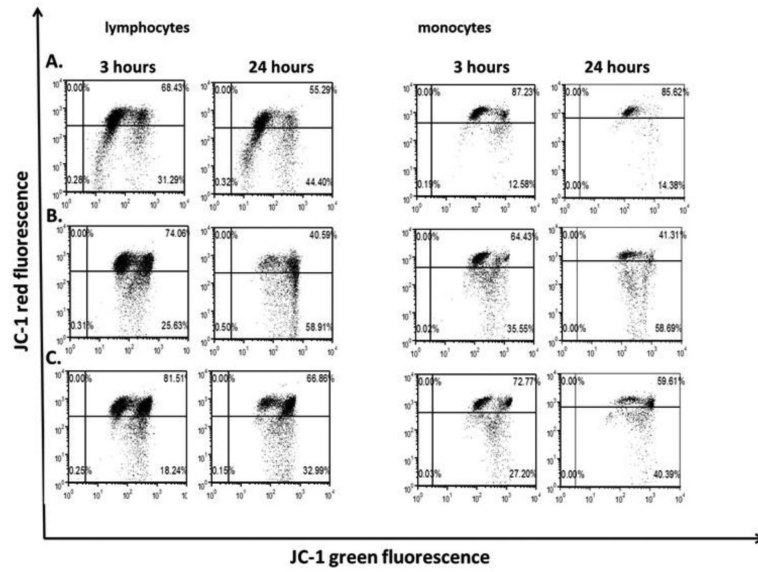 lymphocytes monocytes
A.
3 hours 24 hours 3 hours 24 hours
0.00% 68.43% 0.00% 55.29% 0.00% 87.23% 0.00% 85.62%
0.28% 31.29% 0.32% 44.40% 0.19% 12.58% 0.00% 14.38%
B.
0.00% 74.06% 0.00% 40.59% 0.00% 64.43% 0.00% 41.31%
0.31% 25.63% 0.50% 58.91% 0.02% 35.55% 0.00% 58.69%
C.
0.00% 81.51% 0.00% 66.86% 0.00% 72.77% 0.00% 59.61%
0.25% 18.24% 0.15% 32.99% 0.03% 27.20% 0.00% 40.39%
JC-1 red fluorescence
JC-1 green fluorescence